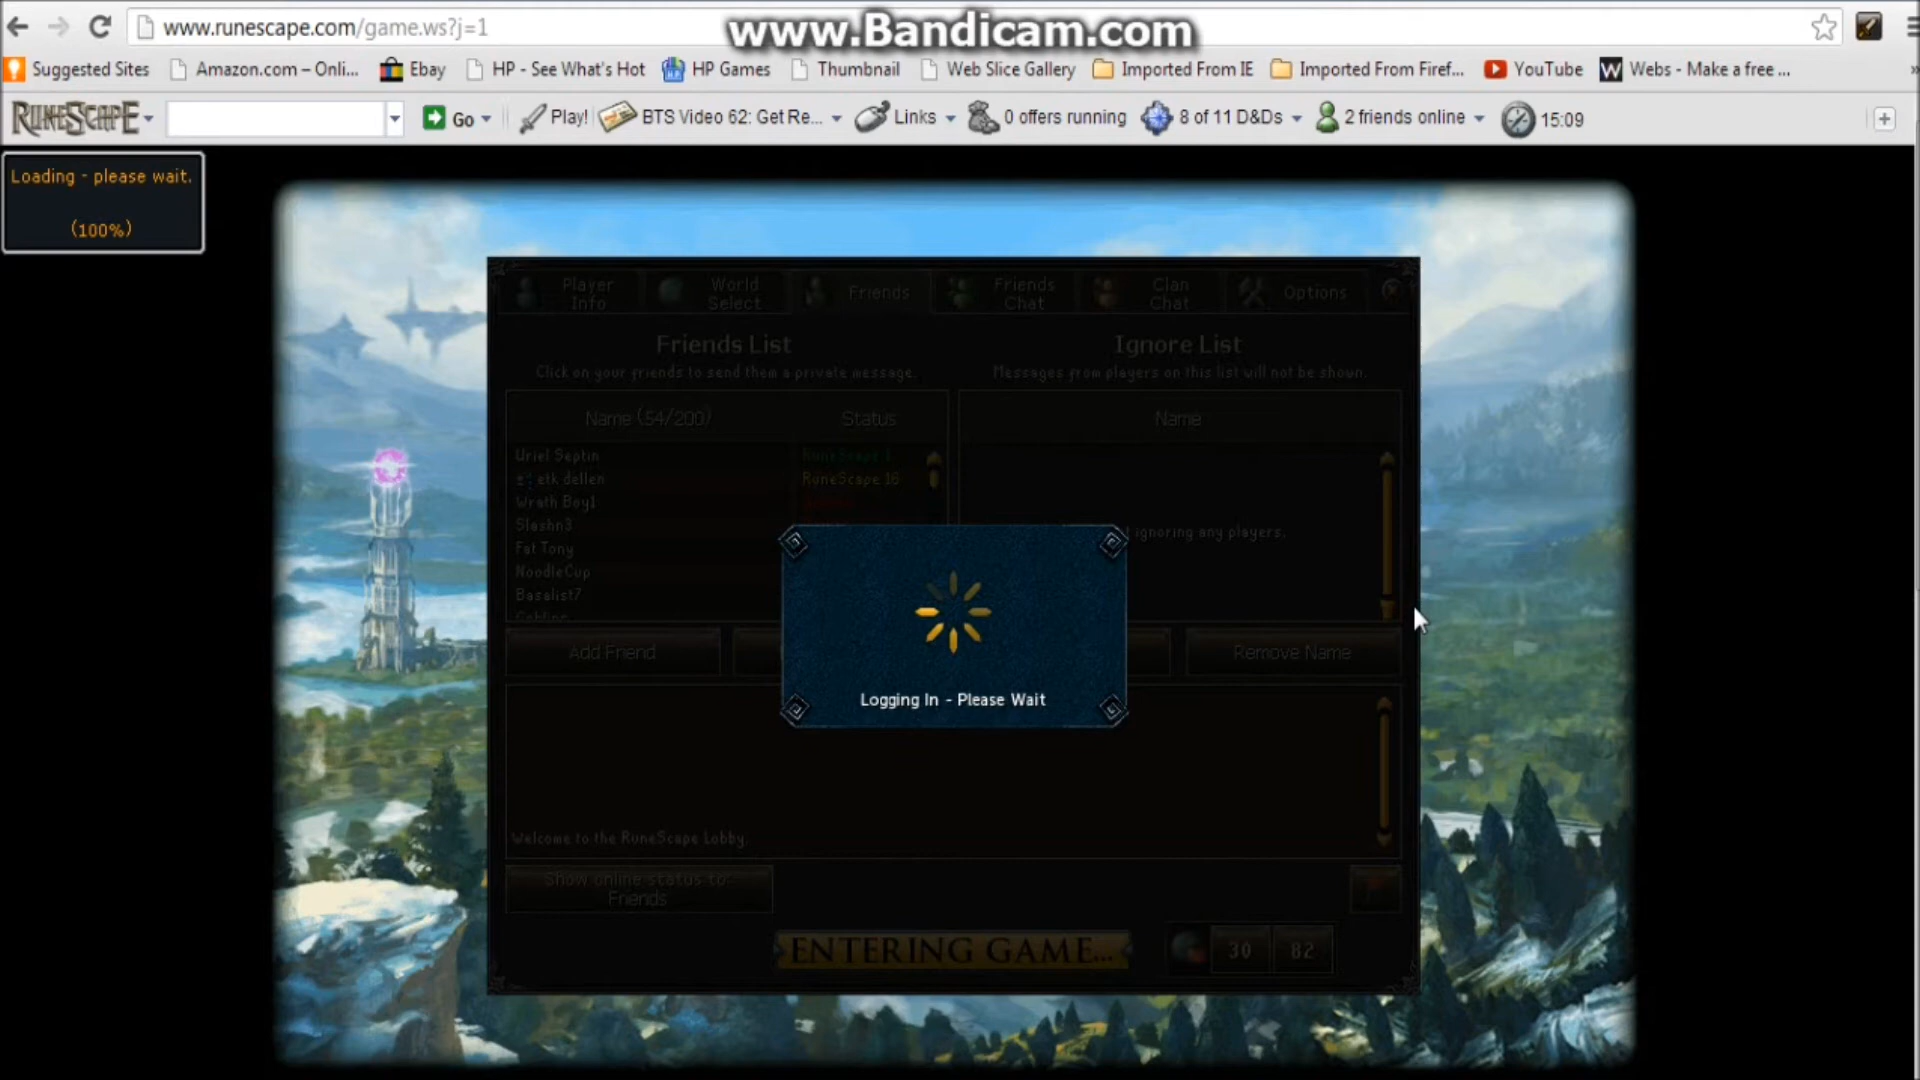 www.runescape.com/game.ws?j=1
www.Bandicam.com
Suggested Sites
Amazon.com – Onli...
Ebay
HP - See What's Hot
HP Games
Thumbnail
Web Slice Gallery
Imported From IE
Imported From Firef...
YouTube
Webs - Make a free ...
RUNESCAPE
Go
Play!
BTS Video 62: Get Re...
Links
0 offers running
8 of 11 D&Ds
2 friends online
15:09
Loading - please wait.
(100%)
Player Info
World Select
Friends
Friends Chat
Clan Chat
Options
Friends List
Click on your friends to send them a private message.
Ignore List
Messages from players on this list will not be shown.
Name (54/200)
Status
Name
Uriel Septin
etk dellen
RuneScape 16
Wrath Boy1
Slashn3
Fat Tony
NoodleCup
Basalist7
ignoring any players.
Add Friend
Remove Name
Logging In - Please Wait
Welcome to the RuneScape Lobby.
Show online status to:
Friends
ENTERING GAME...
30
82